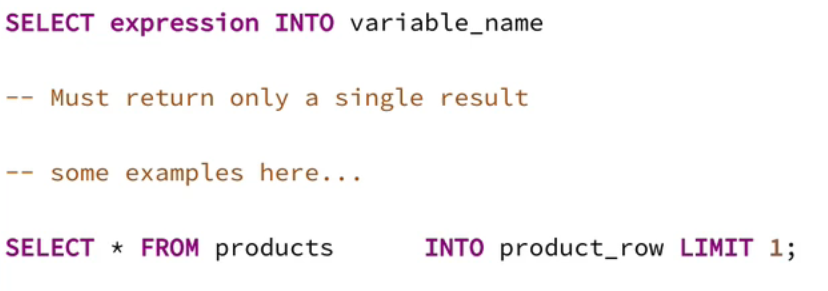 SELECT expression INTO variable_name
-- Must return only a single result
-- some examples here...
SELECT * FROM products INTO product_row LIMIT 1;